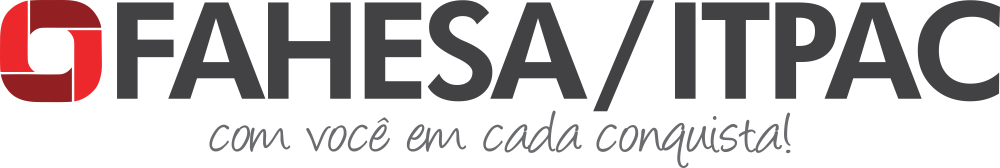 FAHESA/ITPAC
com você em cada conquista!